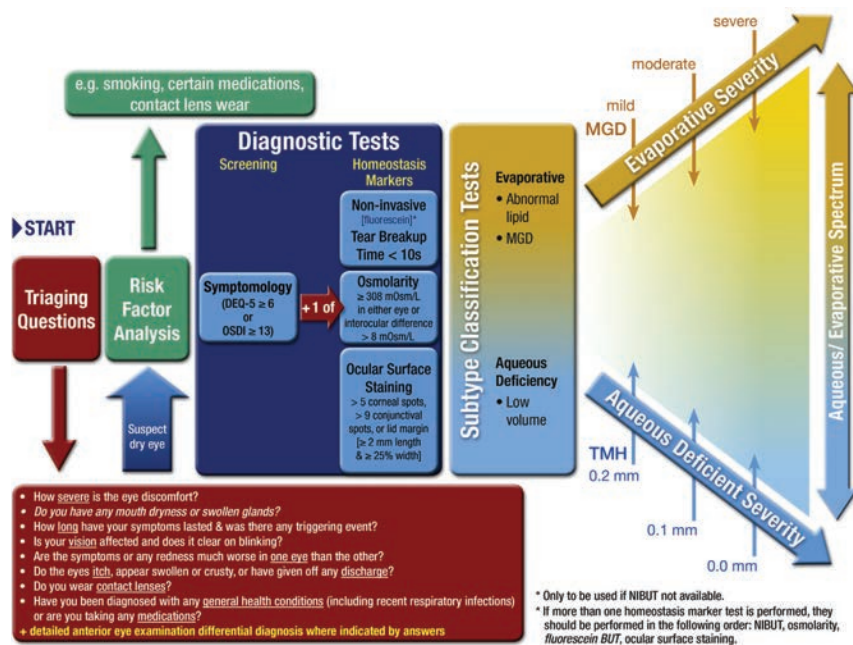 e.g. smoking, certain medications,
contact lens wear
START
Triaging
Questions
Risk
Factor
Analysis
Suspect
dry eye
Diagnostic Tests
Screening
Homeostasis
Markers
Symptomology
(DEQ-5 ≥ 6
or
OSDI ≥ 13)
+1 of
Non-invasive
[fluorescein]*
Tear Breakup
Time < 10s
Osmolarity
≥ 308 mOsm/L
in either eye or
interocular difference
> 8 mOsm/L
Ocular Surface
Staining
> 5 corneal spots,
> 9 conjunctival
spots, or lid margin
[≥ 2 mm length
& ≥ 25% width]
Subtype Classification Tests
Evaporative
• Abnormal
lipid
• MGD
Aqueous
Deficiency
• Low
volume
severe
moderate
mild
MGD
Evaporative Severity
Aqueous/ Evaporative Spectrum
Aqueous Deficient Severity
TMH
0.2 mm
0.1 mm
0.0 mm
• How severe is the eye discomfort?
• Do you have any mouth dryness or swollen glands?
• How long have your symptoms lasted & was there any triggering event?
• Is your vision affected and does it clear on blinking?
• Are the symptoms or any redness much worse in one eye than the other?
• Do the eyes itch, appear swollen or crusty, or have given off any discharge?
• Do you wear contact lenses?
• Have you been diagnosed with any general health conditions (including recent respiratory infections)
or are you taking any medications?
+ detailed anterior eye examination differential diagnosis where indicated by answers
* Only to be used if NIBUT not available.
* If more than one homeostasis marker test is performed, they
should be performed in the following order: NIBUT, osmolarity,
fluorescein BUT, ocular surface staining.